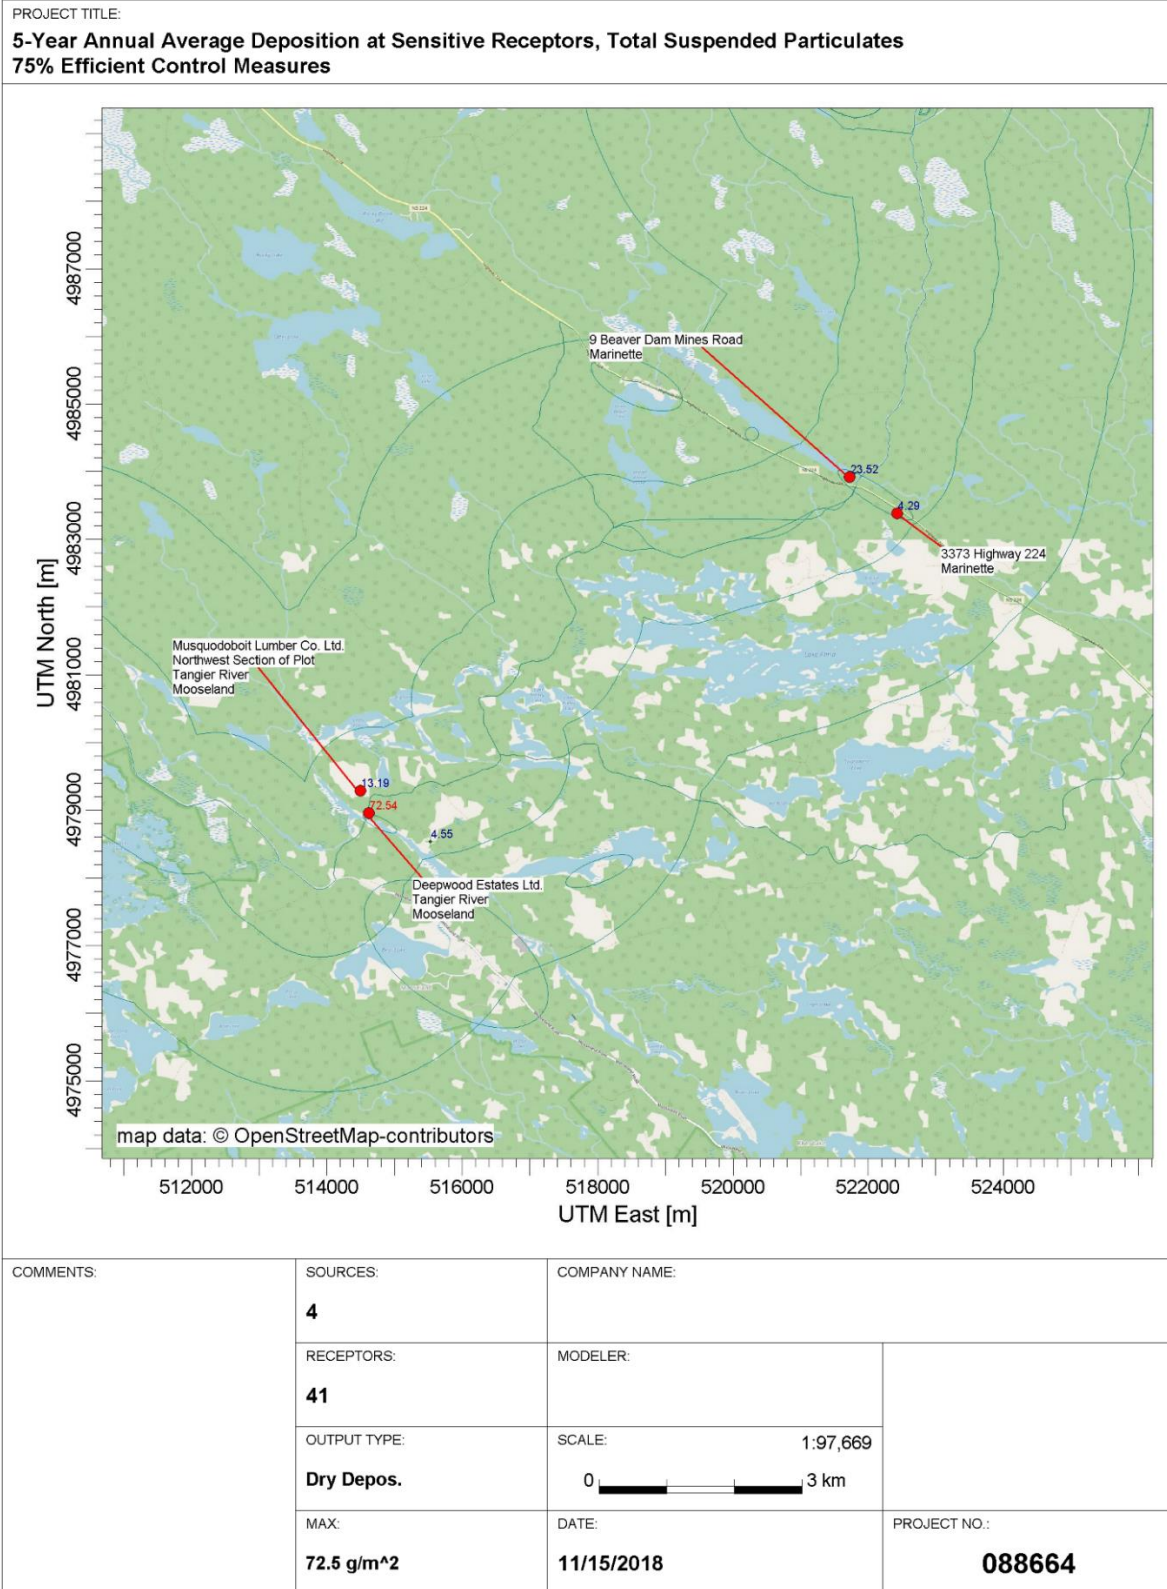 PROJECT TITLE:
5-Year Annual Average Deposition at Sensitive Receptors, Total Suspended Particulates
75% Efficient Control Measures
9 Beaver Dam Mines Road
Marinette
23.52
4.29
3373 Highway 224
Marinette
Musquodoboit Lumber Co. Ltd.
Northwest Section of Plot
Tangier River
Mooseland
13.19
72.54
4.55
Deepwood Estates Ltd.
Tangier River
Mooseland
UTM North [m]
4987000
4985000
4983000
4981000
4979000
4977000
4975000
map data: © OpenStreetMap-contributors
512000 514000 516000 518000 520000 522000 524000
UTM East [m]
COMMENTS:
SOURCES:
4
COMPANY NAME:
RECEPTORS:
41
MODELER:
OUTPUT TYPE:
Dry Depos.
SCALE: 1:97,669
0 3 km
MAX:
72.5 g/m^2
DATE:
11/15/2018
PROJECT NO.:
088664